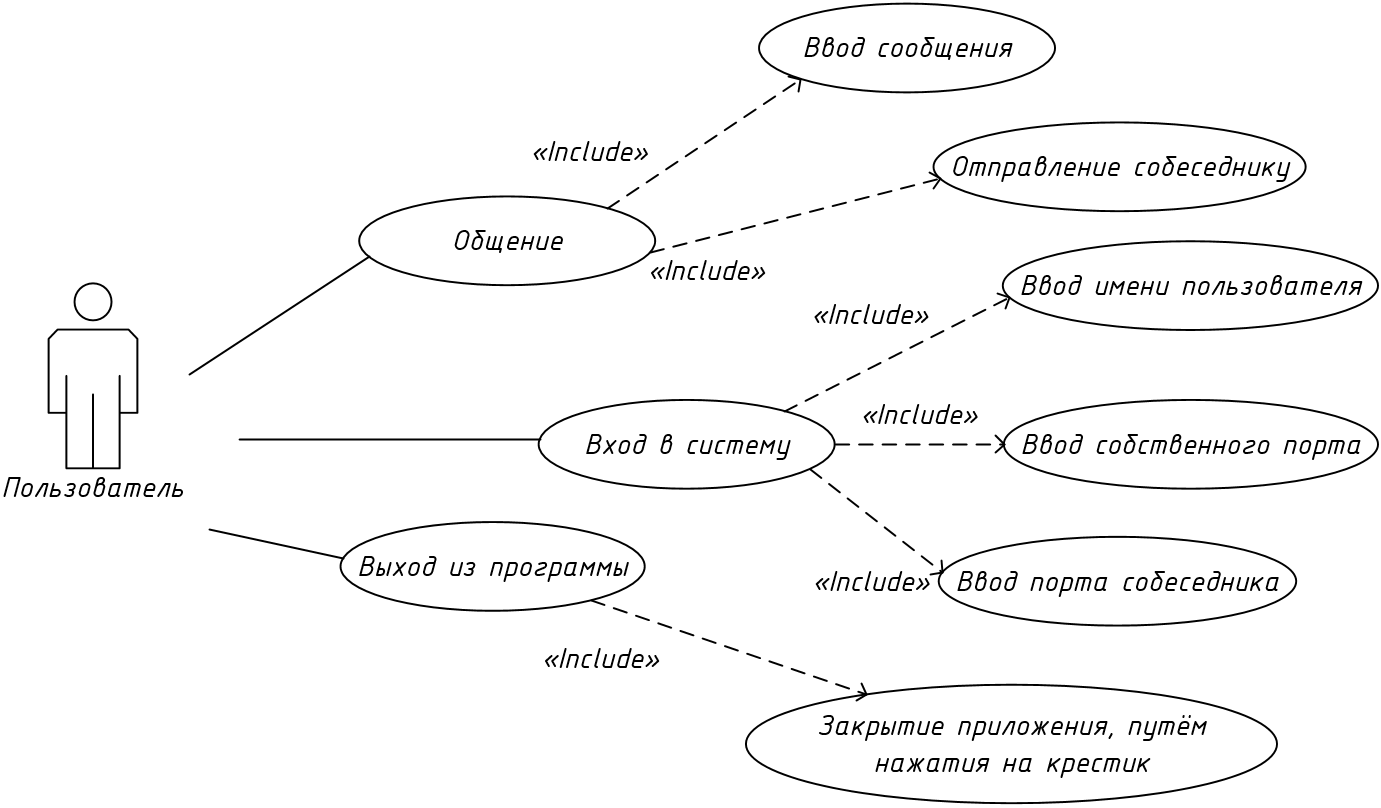 Ввод сообщения
«Include»
Отправление собеседнику
Общение
«Include»
Ввод имени пользователя
«Include»
«Include»
Вход в систему
Ввод собственного порта
Пользователь
Выход из программы
«Include»
Ввод порта собеседника
«Include»
Закрытие приложения, путём
нажатия на крестик